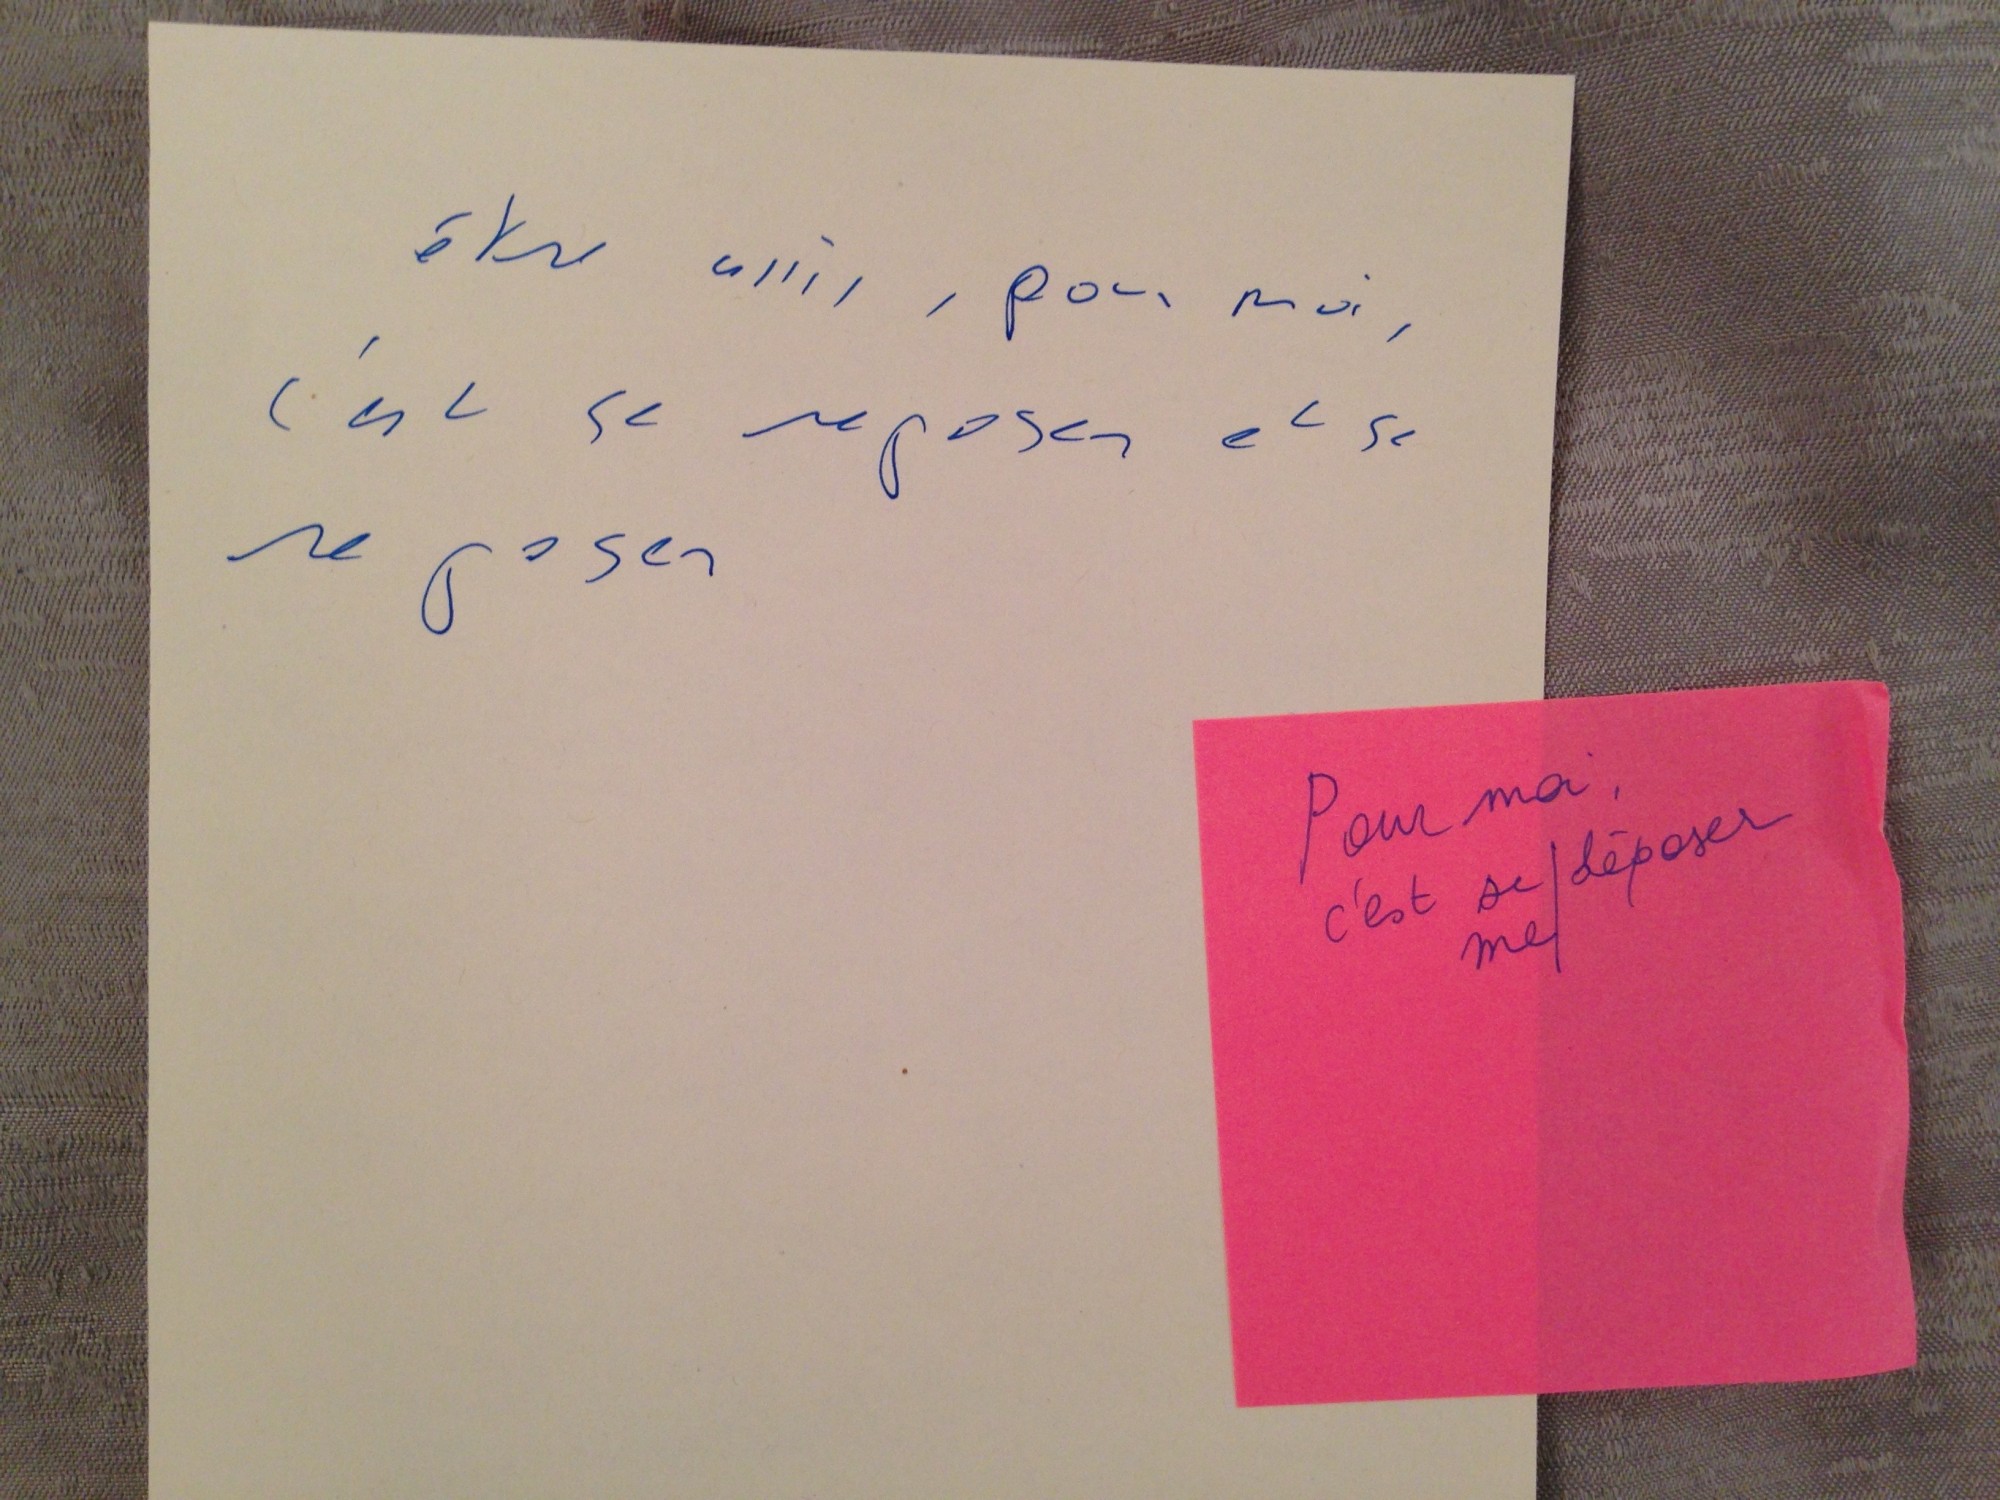 être assis, pour moi,
c'est se reposer et se
re poser
Pour moi,
c'est se/déposer
me/